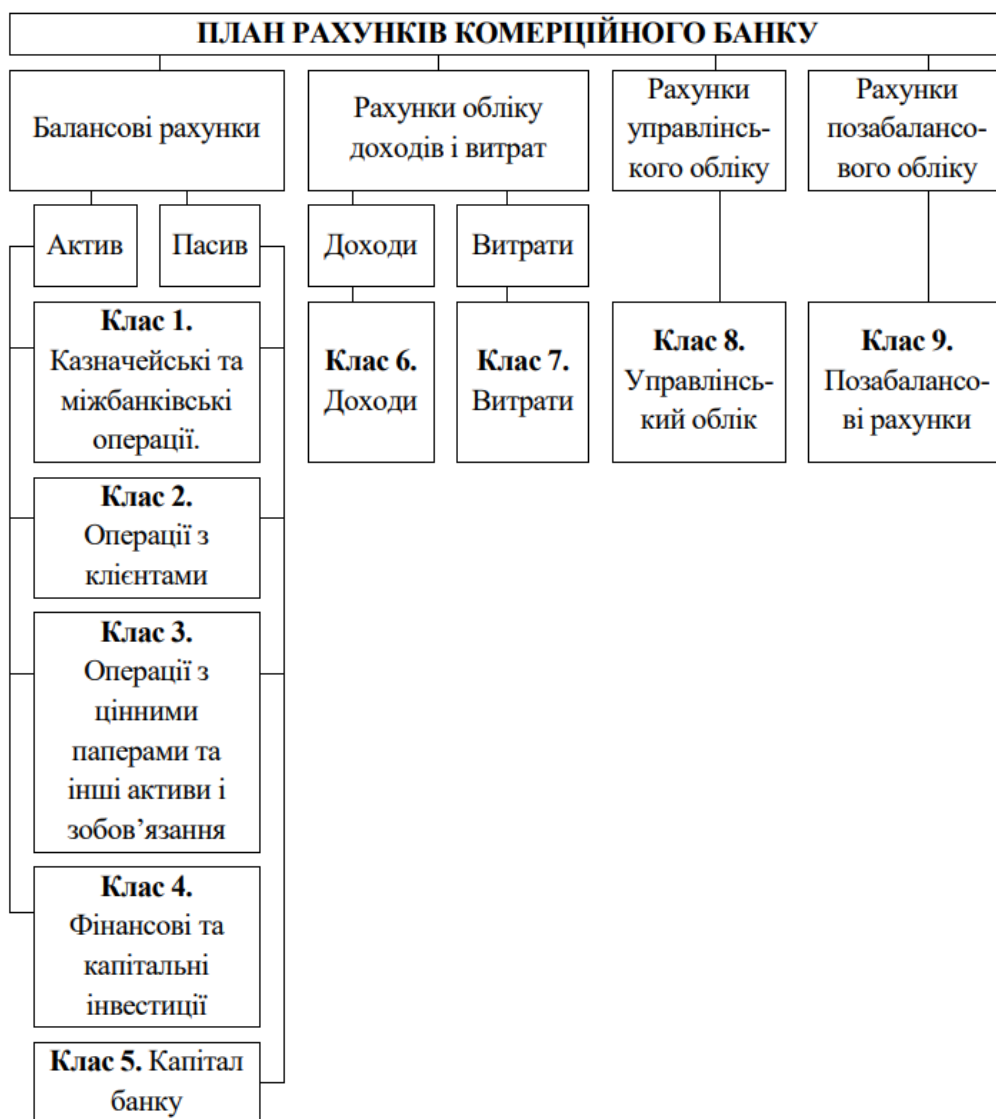 ПЛАН РАХУНКІВ КОМЕРЦІЙНОГО БАНКУ
Балансові рахунки
Рахунки обліку
доходів і витрат
Рахунки
управлінсь-
кого обліку
Рахунки
позабалансо-
вого обліку
Актив
Пасив
Доходи
Витрати
Клас 1.
Казначейські та
міжбанківські
операції.
Клас 6.
Доходи
Клас 7.
Витрати
Клас 8.
Управлінсь-
кий облік
Клас 9.
Позабалансо-
ві рахунки
Клас 2.
Операції з
клієнтами
Клас 3.
Операції з
цінними
паперами та
інші активи і
зобов’язання
Клас 4.
Фінансові та
капітальні
інвестиції
Клас 5. Капітал
банку